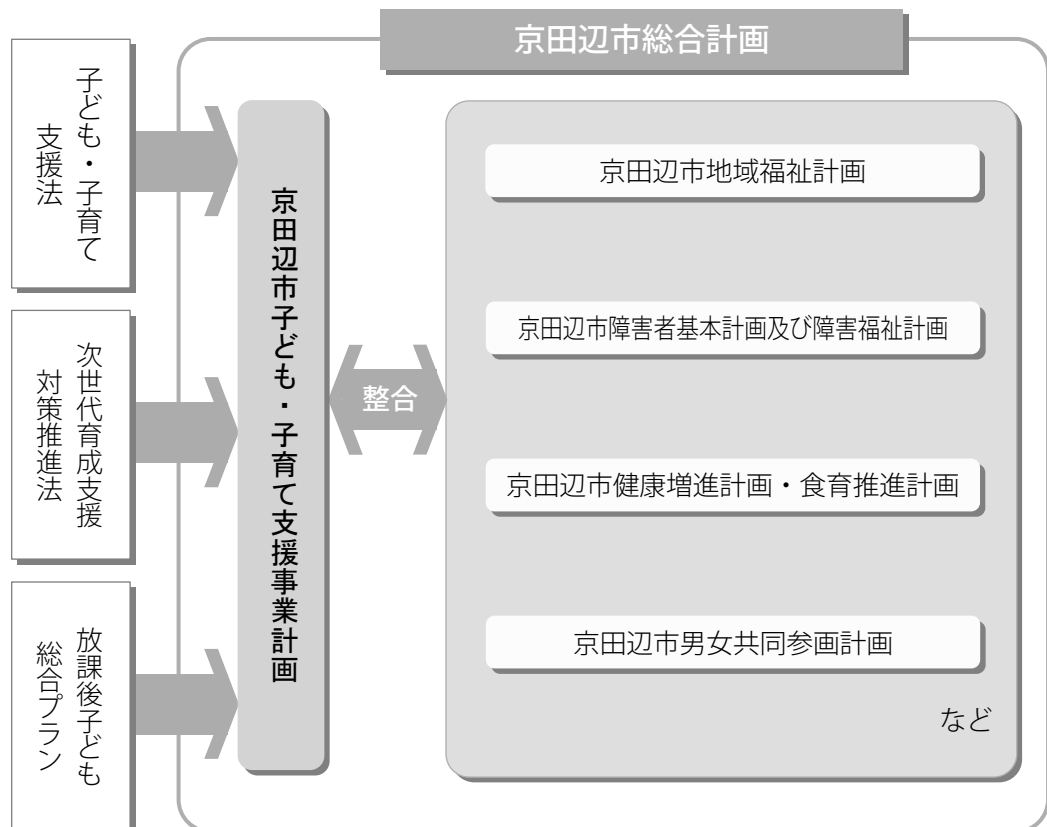 京田辺市総合計画
子ども・子育て
支援法
次世代育成支援
対策推進法
放課後子ども
総合プラン
京田辺市子ども・子育て支援事業計画
整合
京田辺市地域福祉計画
京田辺市障害者基本計画及び障害福祉計画
京田辺市健康増進計画・食育推進計画
京田辺市男女共同参画計画
など